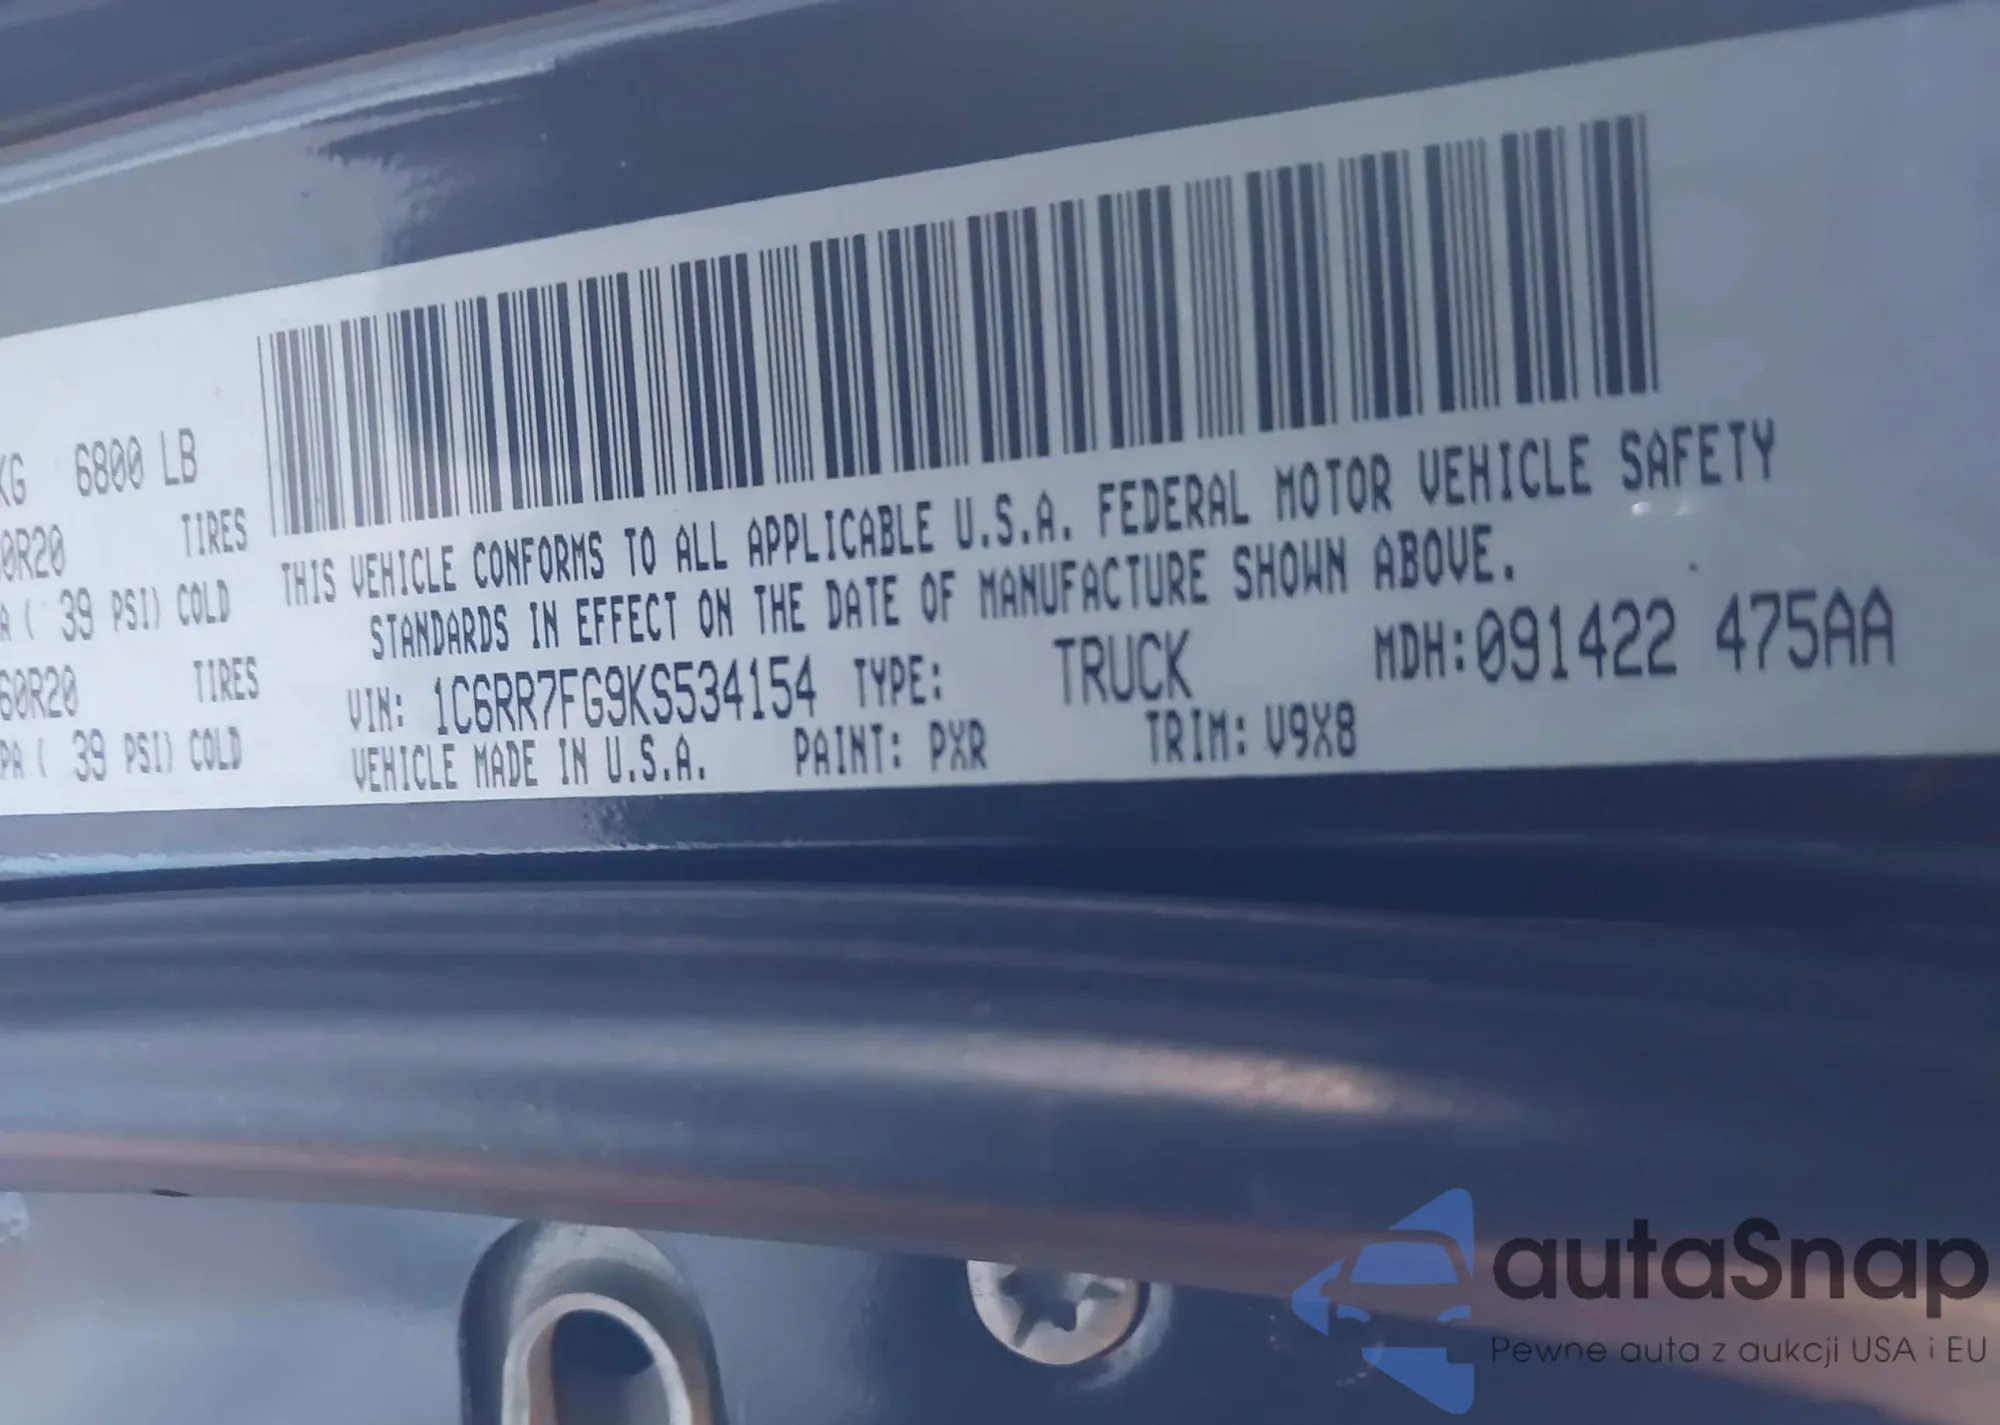 KG 6800 LB
60R20 TIRES
PA ( 39 PSI) COLD
60R20 TIRES
PA ( 39 PSI) COLD
THIS VEHICLE CONFORMS TO ALL APPLICABLE U.S.A. FEDERAL MOTOR VEHICLE SAFETY
STANDARDS IN EFFECT ON THE DATE OF MANUFACTURE SHOWN ABOVE.
VIN: 1C6RR7FG9KS534154 TYPE: TRUCK MDH:091422 475AA
VEHICLE MADE IN U.S.A. PAINT: PXR TRIM: V9X8
autaSnap
Pewne auta z aukcji USA i EU